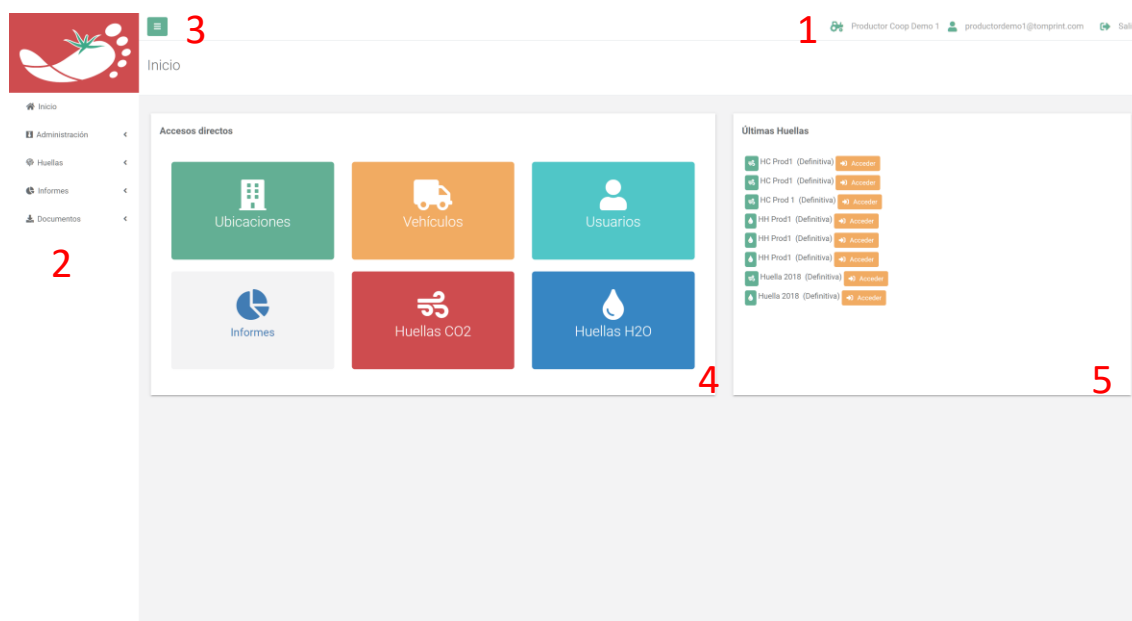 3
1
Productor Coop Demo 1 productordemo1@tomprint.com Sali
Inicio
Inicio
Administración
Huellas
Informes
Documentos
2
Accesos directos
Ubicaciones
Vehículos
Usuarios
Informes
Huellas CO2
Huellas H2O
4
Últimas Huellas
HC Prod1 (Definitiva) Acceder
HC Prod1 (Definitiva) Acceder
HC Prod 1 (Definitiva) Acceder
HH Prod1 (Definitiva) Acceder
HH Prod1 (Definitiva) Acceder
HH Prod1 (Definitiva) Acceder
Huella 2018 (Definitiva) Acceder
Huella 2018 (Definitiva) Acceder
5